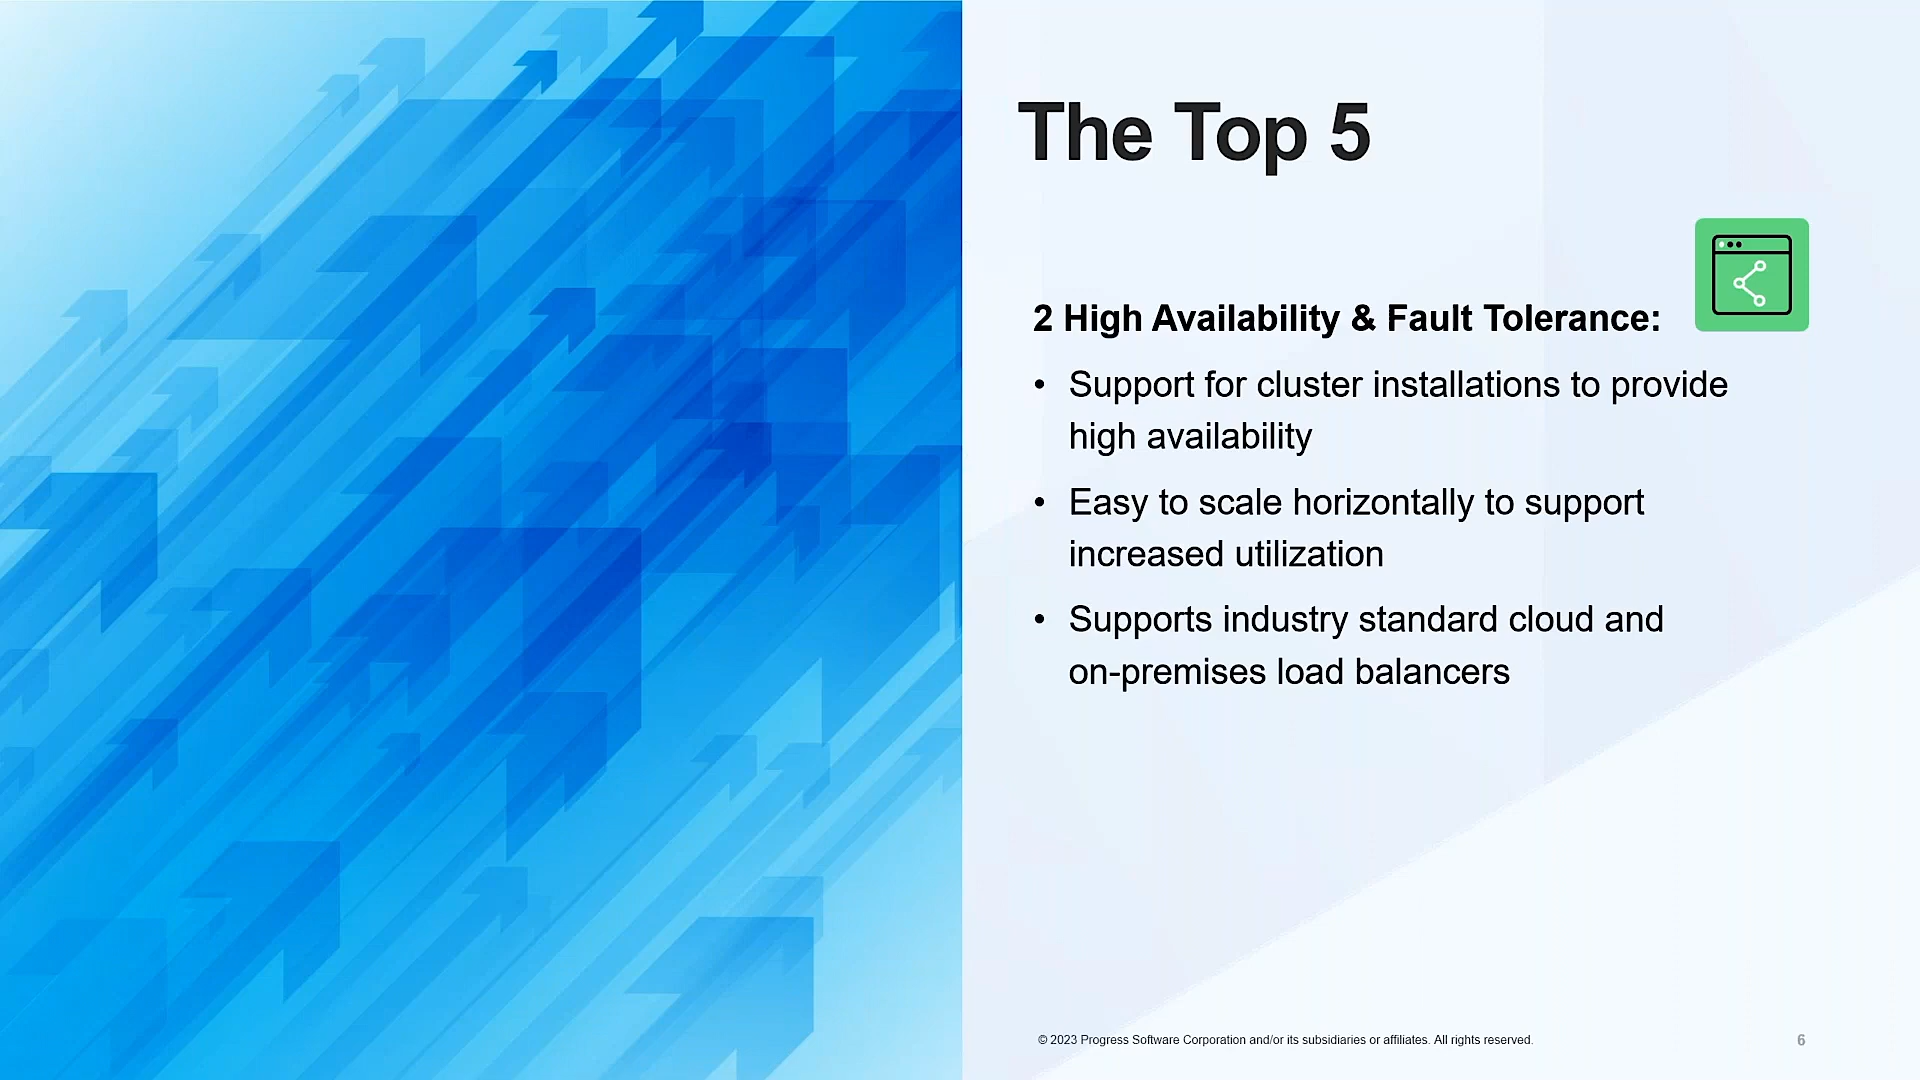 The Top 5
2 High Availability & Fault Tolerance:
• Support for cluster installations to provide
high availability
• Easy to scale horizontally to support
increased utilization
• Supports industry standard cloud and
on-premises load balancers
© 2023 Progress Software Corporation and/or its subsidiaries or affiliates. All rights reserved.
6